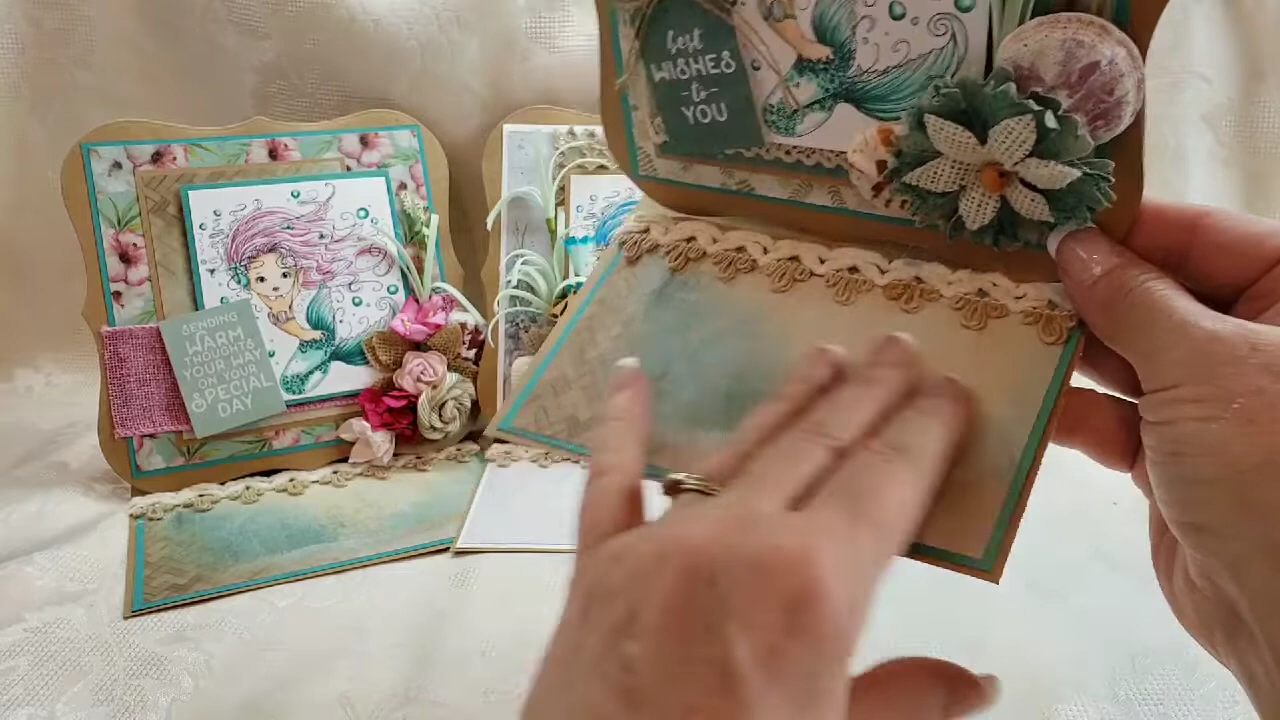 best
WISHES
-to-
YOU
SENDING
WARM
THOUGHTS
YOUR WAY
ON YOUR
SPECIAL
DAY